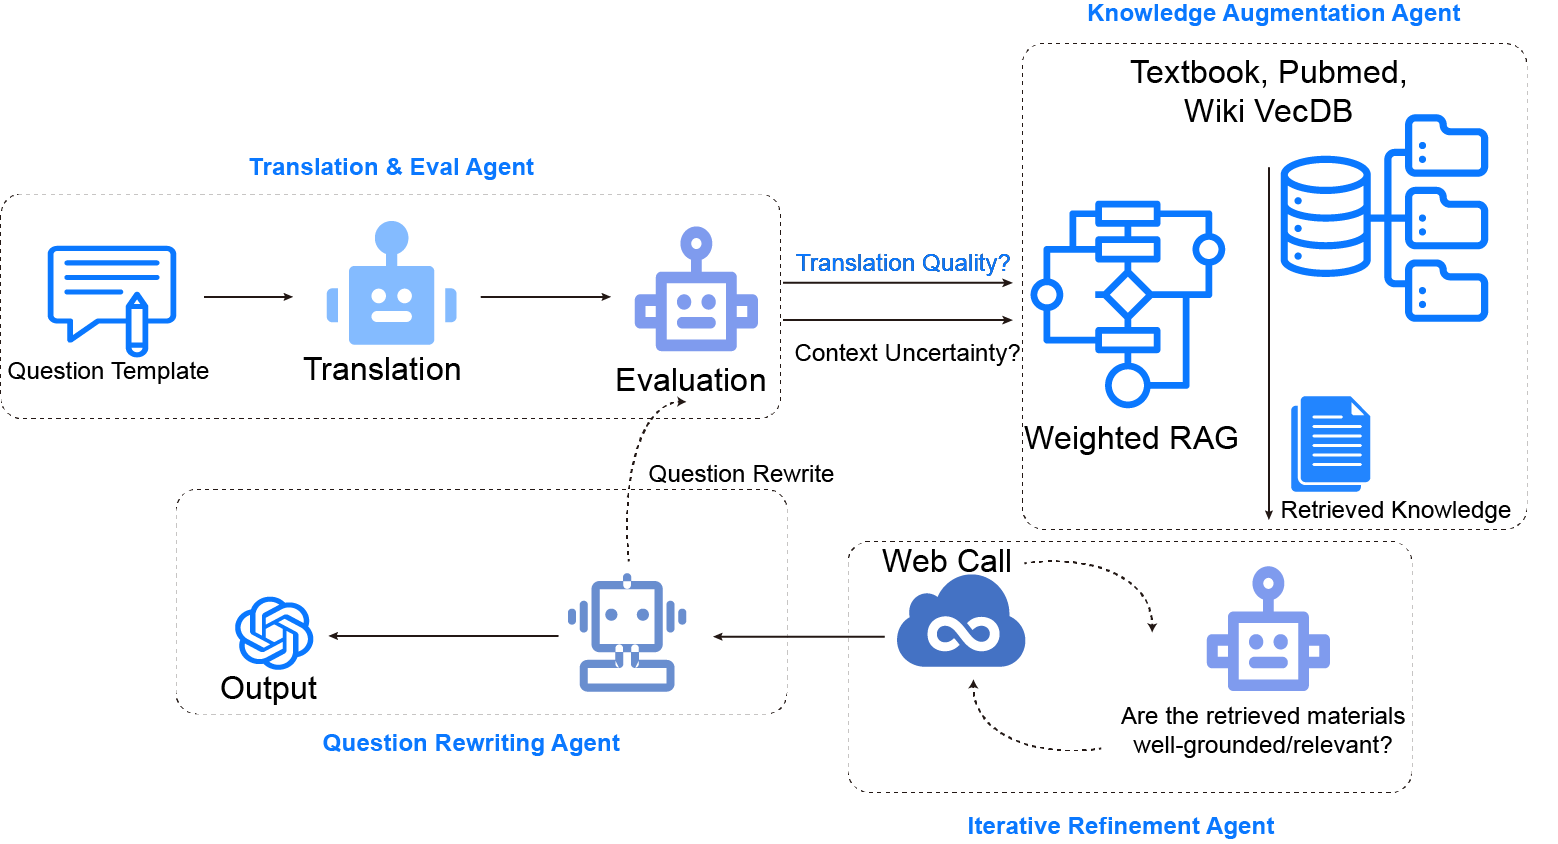 Knowledge Augmentation Agent
Textbook, Pubmed,
Wiki VecDB
Translation & Eval Agent
Translation Quality?
Context Uncertainty?
Question Template
Translation
Evaluation
Weighted RAG
Retrieved Knowledge
Question Rewrite
Web Call
Output
Are the retrieved materials
well-grounded/relevant?
Question Rewriting Agent
Iterative Refinement Agent